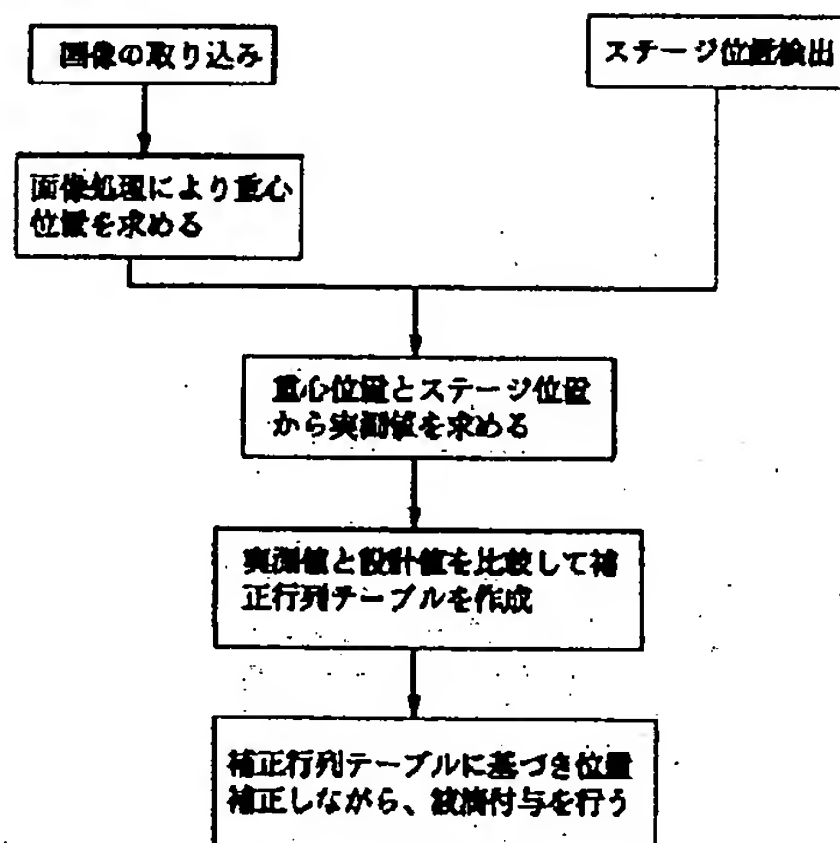 画像の取り込み
ステージ位置検出
画像処理により重心
位置を求める
重心位置とステージ位置
から実測値を求める
実測値と設計値を比較して補
正行列テーブルを作成
補正行列テーブルに基づき位置
補正しながら、液滴付与を行う